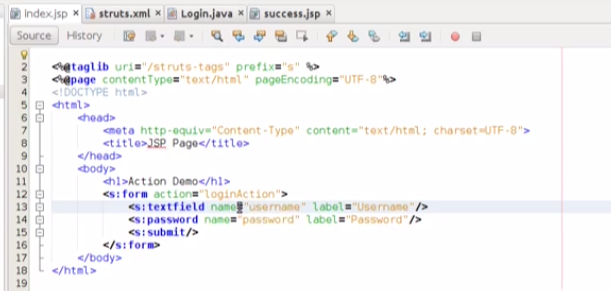 Index.jsp × struts.xml × Login.java × success.jsp ×
Source History
2 <%@taglib uri="/struts-tags" prefix="s" %>
3 <%@page contentType="text/html" pageEncoding="UTF-8"%>
4 <!DOCTYPE html>
5 <html>
6 <head>
7 <meta http-equiv="Content-Type" content="text/html; charset=UTF-8">
8 <title>JSP Page</title>
9 </head>
10 <body>
11 <h1>Action Demo</h1>
12 <s:form action="loginAction">
13 <s:textfield name="username" label="Username"/>
14 <s:password name="password" label="Password"/>
15 <s:submit/>
16 </s:form>
17 </body>
18 </html>
19